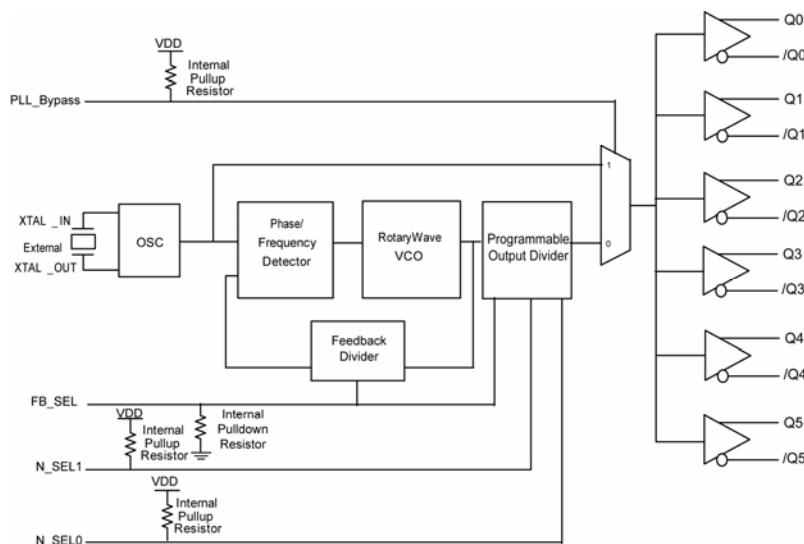 VDD
Internal
Pullup
Resistor
PLL_Bypass
Q0
/Q0
Q1
/Q1
1
XTAL _IN
External
XTAL _OUT
OSC
Phase/
Frequency
Detector
RotaryWave
VCO
Programmable
Output Divider
0
Q2
/Q2
Q3
/Q3
Feedback
Divider
Q4
/Q4
FB_SEL
VDD
Internal
Pullup
Resistor
Internal
Pulldown
Resistor
N_SEL1
Q5
/Q5
VDD
Internal
Pullup
Resistor
N_SEL0